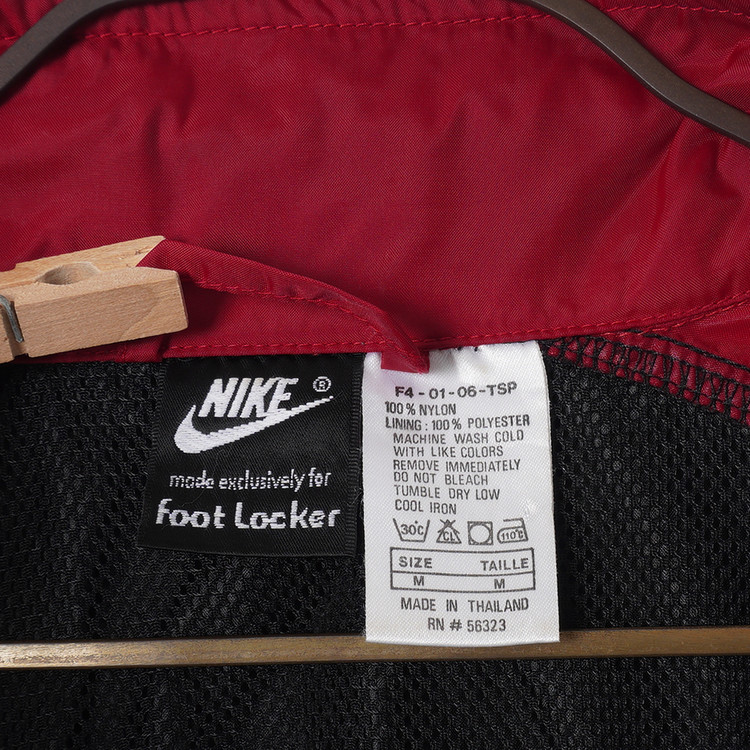 NIKE ®
made exclusively for
Foot Locker
F4-01-06-TSP
100% NYLON
LINING: 100% POLYESTER
MACHINE WASH COLD
WITH LIKE COLORS
REMOVE IMMEDIATELY
DO NOT BLEACH
TUMBLE DRY LOW
COOL IRON
30°C CL 110°C
SIZE TAILLE
M M
MADE IN THAILAND
RN # 56323